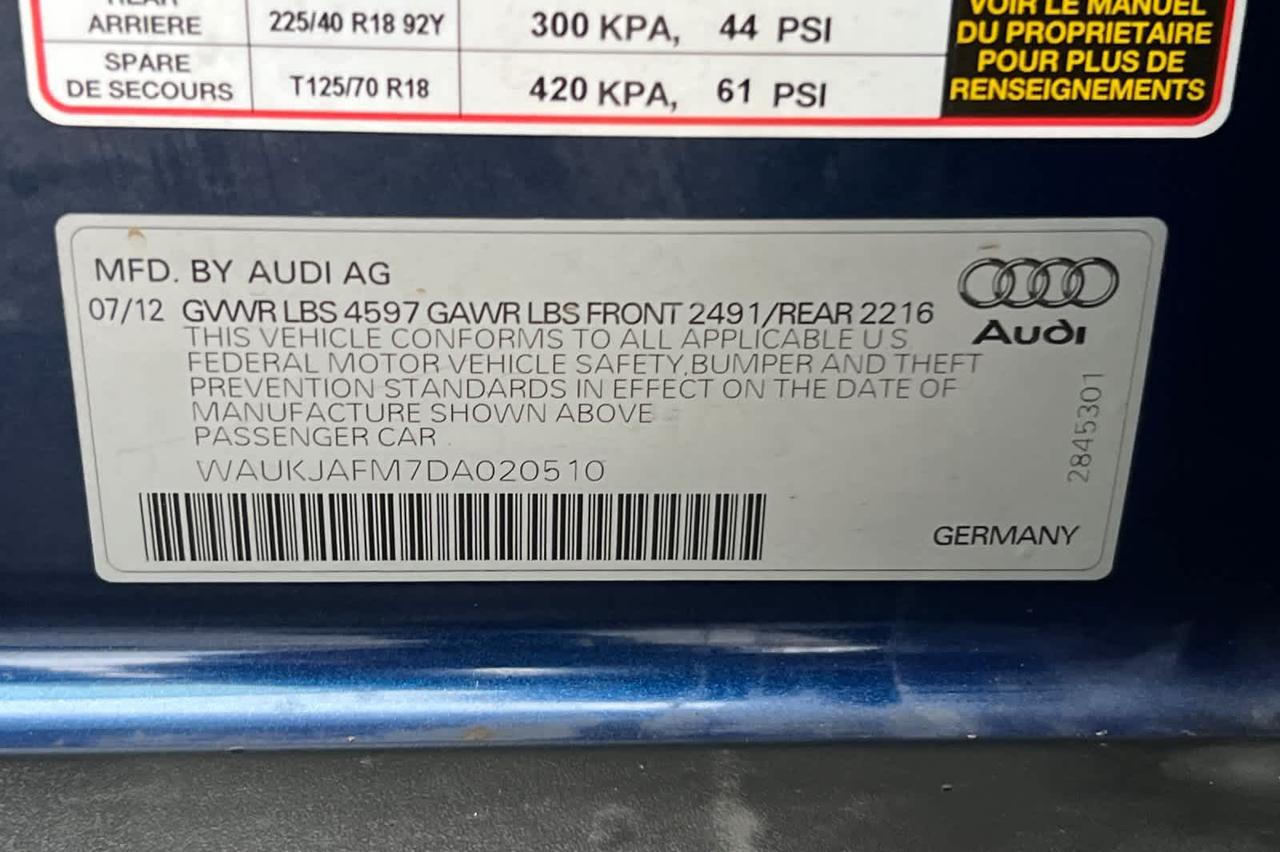 REAR
ARRIERE 225/40 R18 92Y 300 KPA, 44 PSI
SPARE
DE SECOURS T125/70 R18 420 KPA, 61 PSI
VOIR LE MANUEL
DU PROPRIETAIRE
POUR PLUS DE
RENSEIGNEMENTS
MFD. BY AUDI AG
07/12 GVWR LBS 4597 GAWR LBS FRONT 2491/REAR 2216
THIS VEHICLE CONFORMS TO ALL APPLICABLE U S
FEDERAL MOTOR VEHICLE SAFETY,BUMPER AND THEFT
PREVENTION STANDARDS IN EFFECT ON THE DATE OF
MANUFACTURE SHOWN ABOVE
PASSENGER CAR
WAUKJAFM7DA020510
Audi
2845301
GERMANY